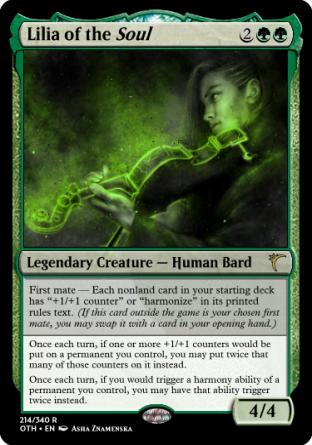 Lilia of the Soul 2
Legendary Creature — Human Bard
First mate — Each nonland card in your starting deck
has “+1/+1 counter” or “harmonize” in its printed
rules text. (If this card outside the game is your chosen first
mate, you may swap it with a card in your opening hand.)
Once each turn, if one or more +1/+1 counters would be
put on a permanent you control, you may put twice that
many of those counters on it instead.
Once each turn, if you would trigger a harmony ability of
a permanent you control, you may have that ability trigger
twice instead.
4/4
214/340 R
OTH • EN Asha Znamenska